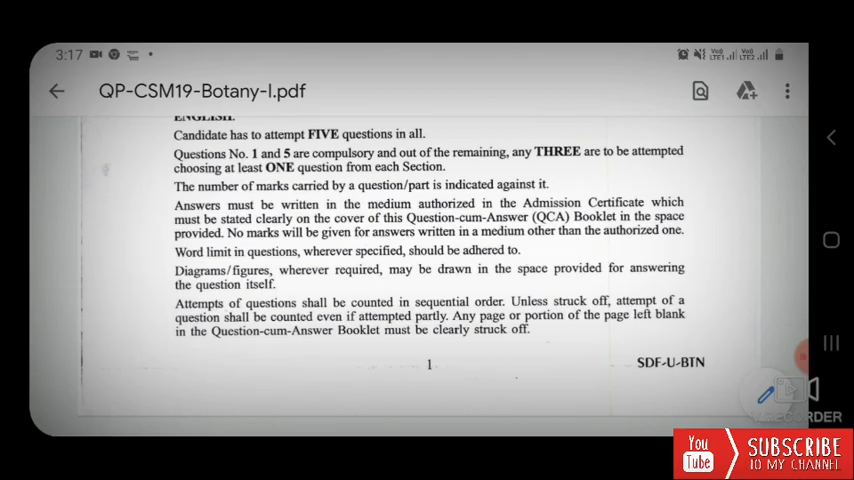 3:17
VoD VoD
LTE1 LTE2
QP-CSM19-Botany-I.pdf
ENGLISH.
Candidate has to attempt FIVE questions in all.
Questions No. 1 and 5 are compulsory and out of the remaining, any THREE are to be attempted
choosing at least ONE question from each Section.
The number of marks carried by a question/part is indicated against it.
Answers must be written in the medium authorized in the Admission Certificate which
must be stated clearly on the cover of this Question-cum-Answer (QCA) Booklet in the space
provided. No marks will be given for answers written in a medium other than the authorized one.
Word limit in questions, wherever specified, should be adhered to.
Diagrams/figures, wherever required, may be drawn in the space provided for answering
the question itself.
Attempts of questions shall be counted in sequential order. Unless struck off, attempt of a
question shall be counted even if attempted partly. Any page or portion of the page left blank
in the Question-cum-Answer Booklet must be clearly struck off.
1
SDF-U-BTN
RECORDER
You
Tube
SUBSCRIBE
TO MY CHANNEL